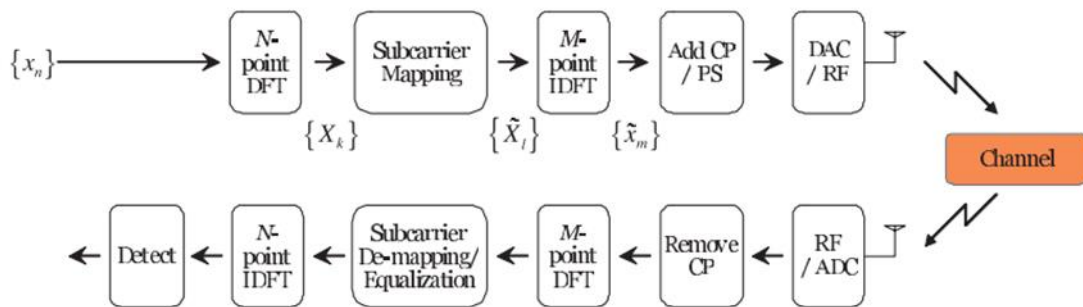 {x_n}
N-
point
DFT
Subcarrier
Mapping
M-
point
IDFT
Add CP
/ PS
DAC
/ RF
{X_k}
{X̃_l}
{x̃_m}
Channel
Detect
N-
point
IDFT
Subcarrier
De-mapping/
Equalization
M-
point
DFT
Remove
CP
RF
/ ADC